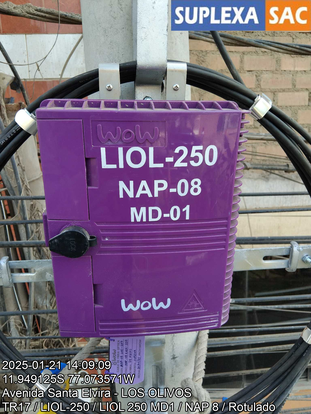 SUPLEXA SAC
WOW
LIOL-250
NAP-08
MD-01
WOW
2025-01-21 14:09:09
11.949125S 77.073571W
Avenida Santa Elvira - LOS OLIVOS
TR17 / LIOL-250 / LIOL 250 MD1 / NAP 8 / Rotulado